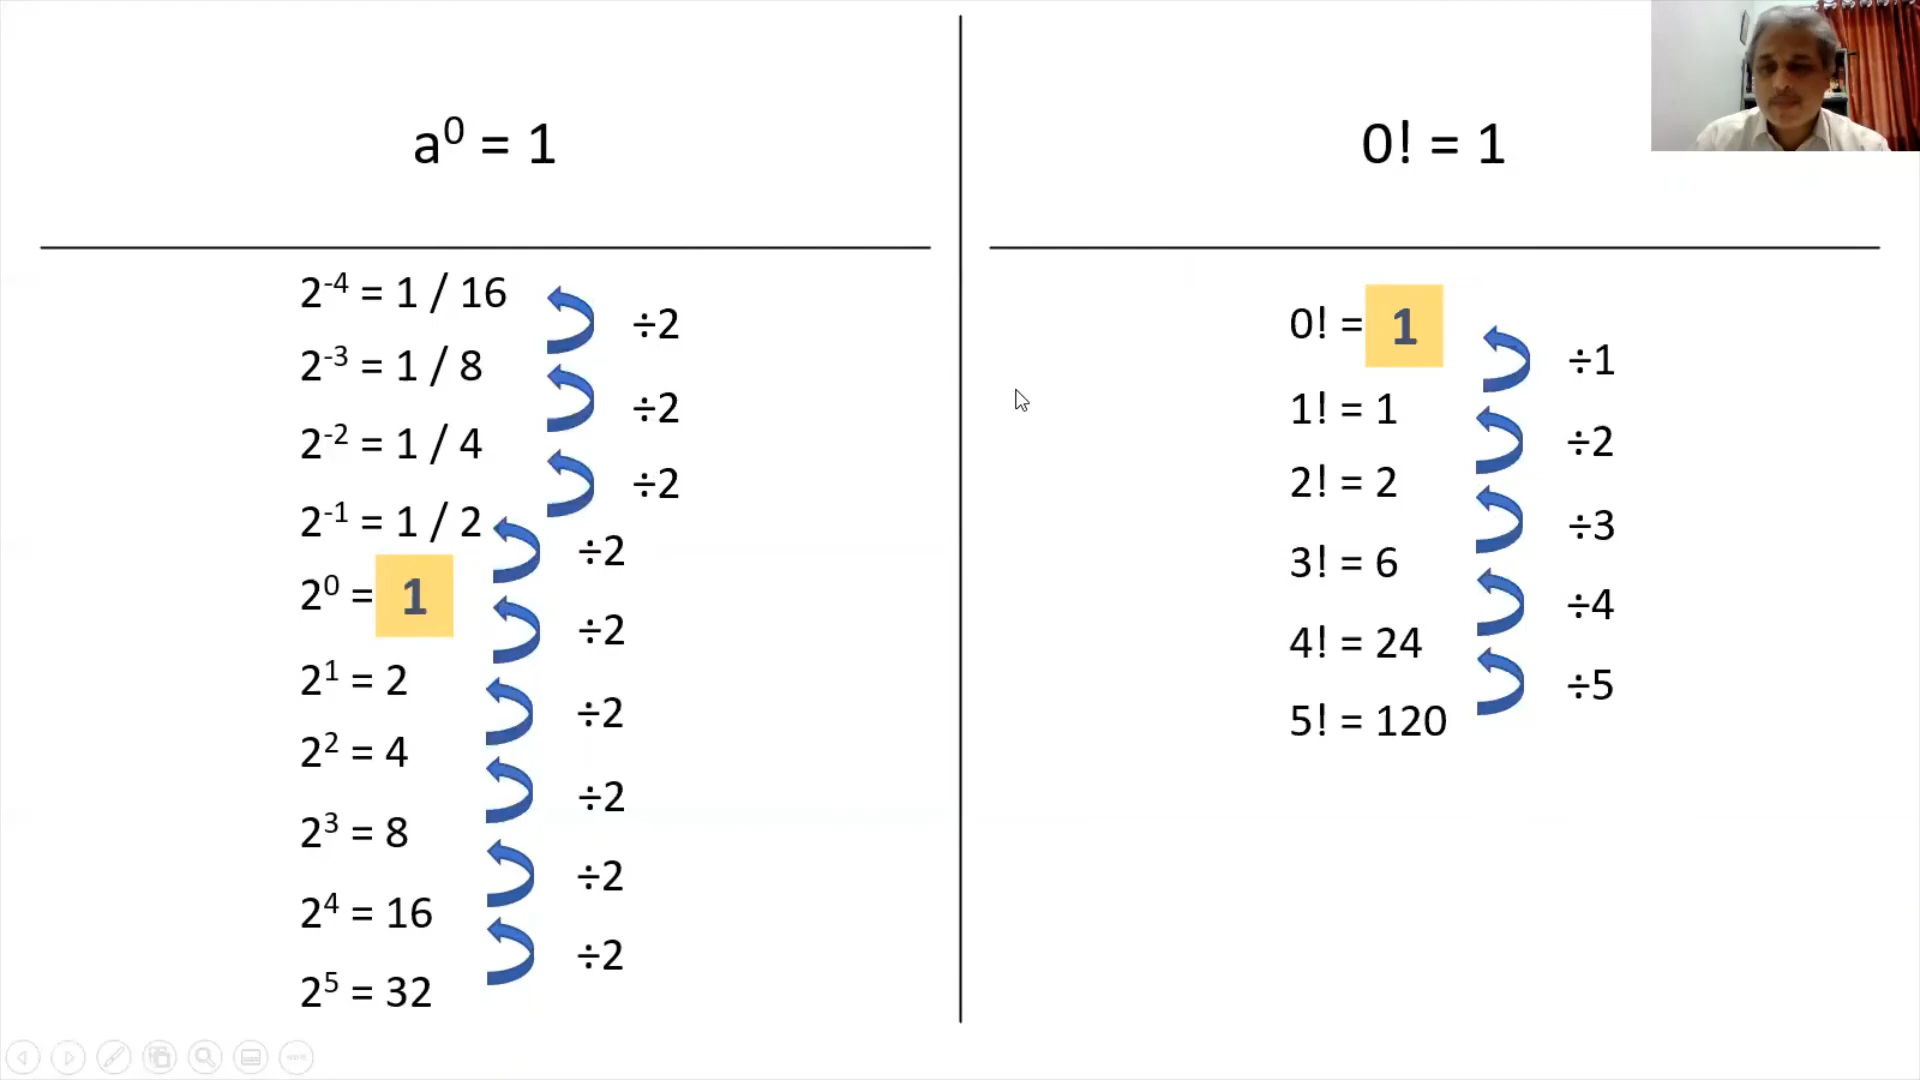 a⁰ = 1
2⁻⁴ = 1 / 16
÷2
2⁻³ = 1 / 8
÷2
2⁻² = 1 / 4
÷2
2⁻¹ = 1 / 2
÷2
2⁰ = 1
÷2
2¹ = 2
÷2
2² = 4
÷2
2³ = 8
÷2
2⁴ = 16
÷2
2⁵ = 32
0! = 1
0! = 1
÷1
1! = 1
÷2
2! = 2
÷3
3! = 6
÷4
4! = 24
÷5
5! = 120